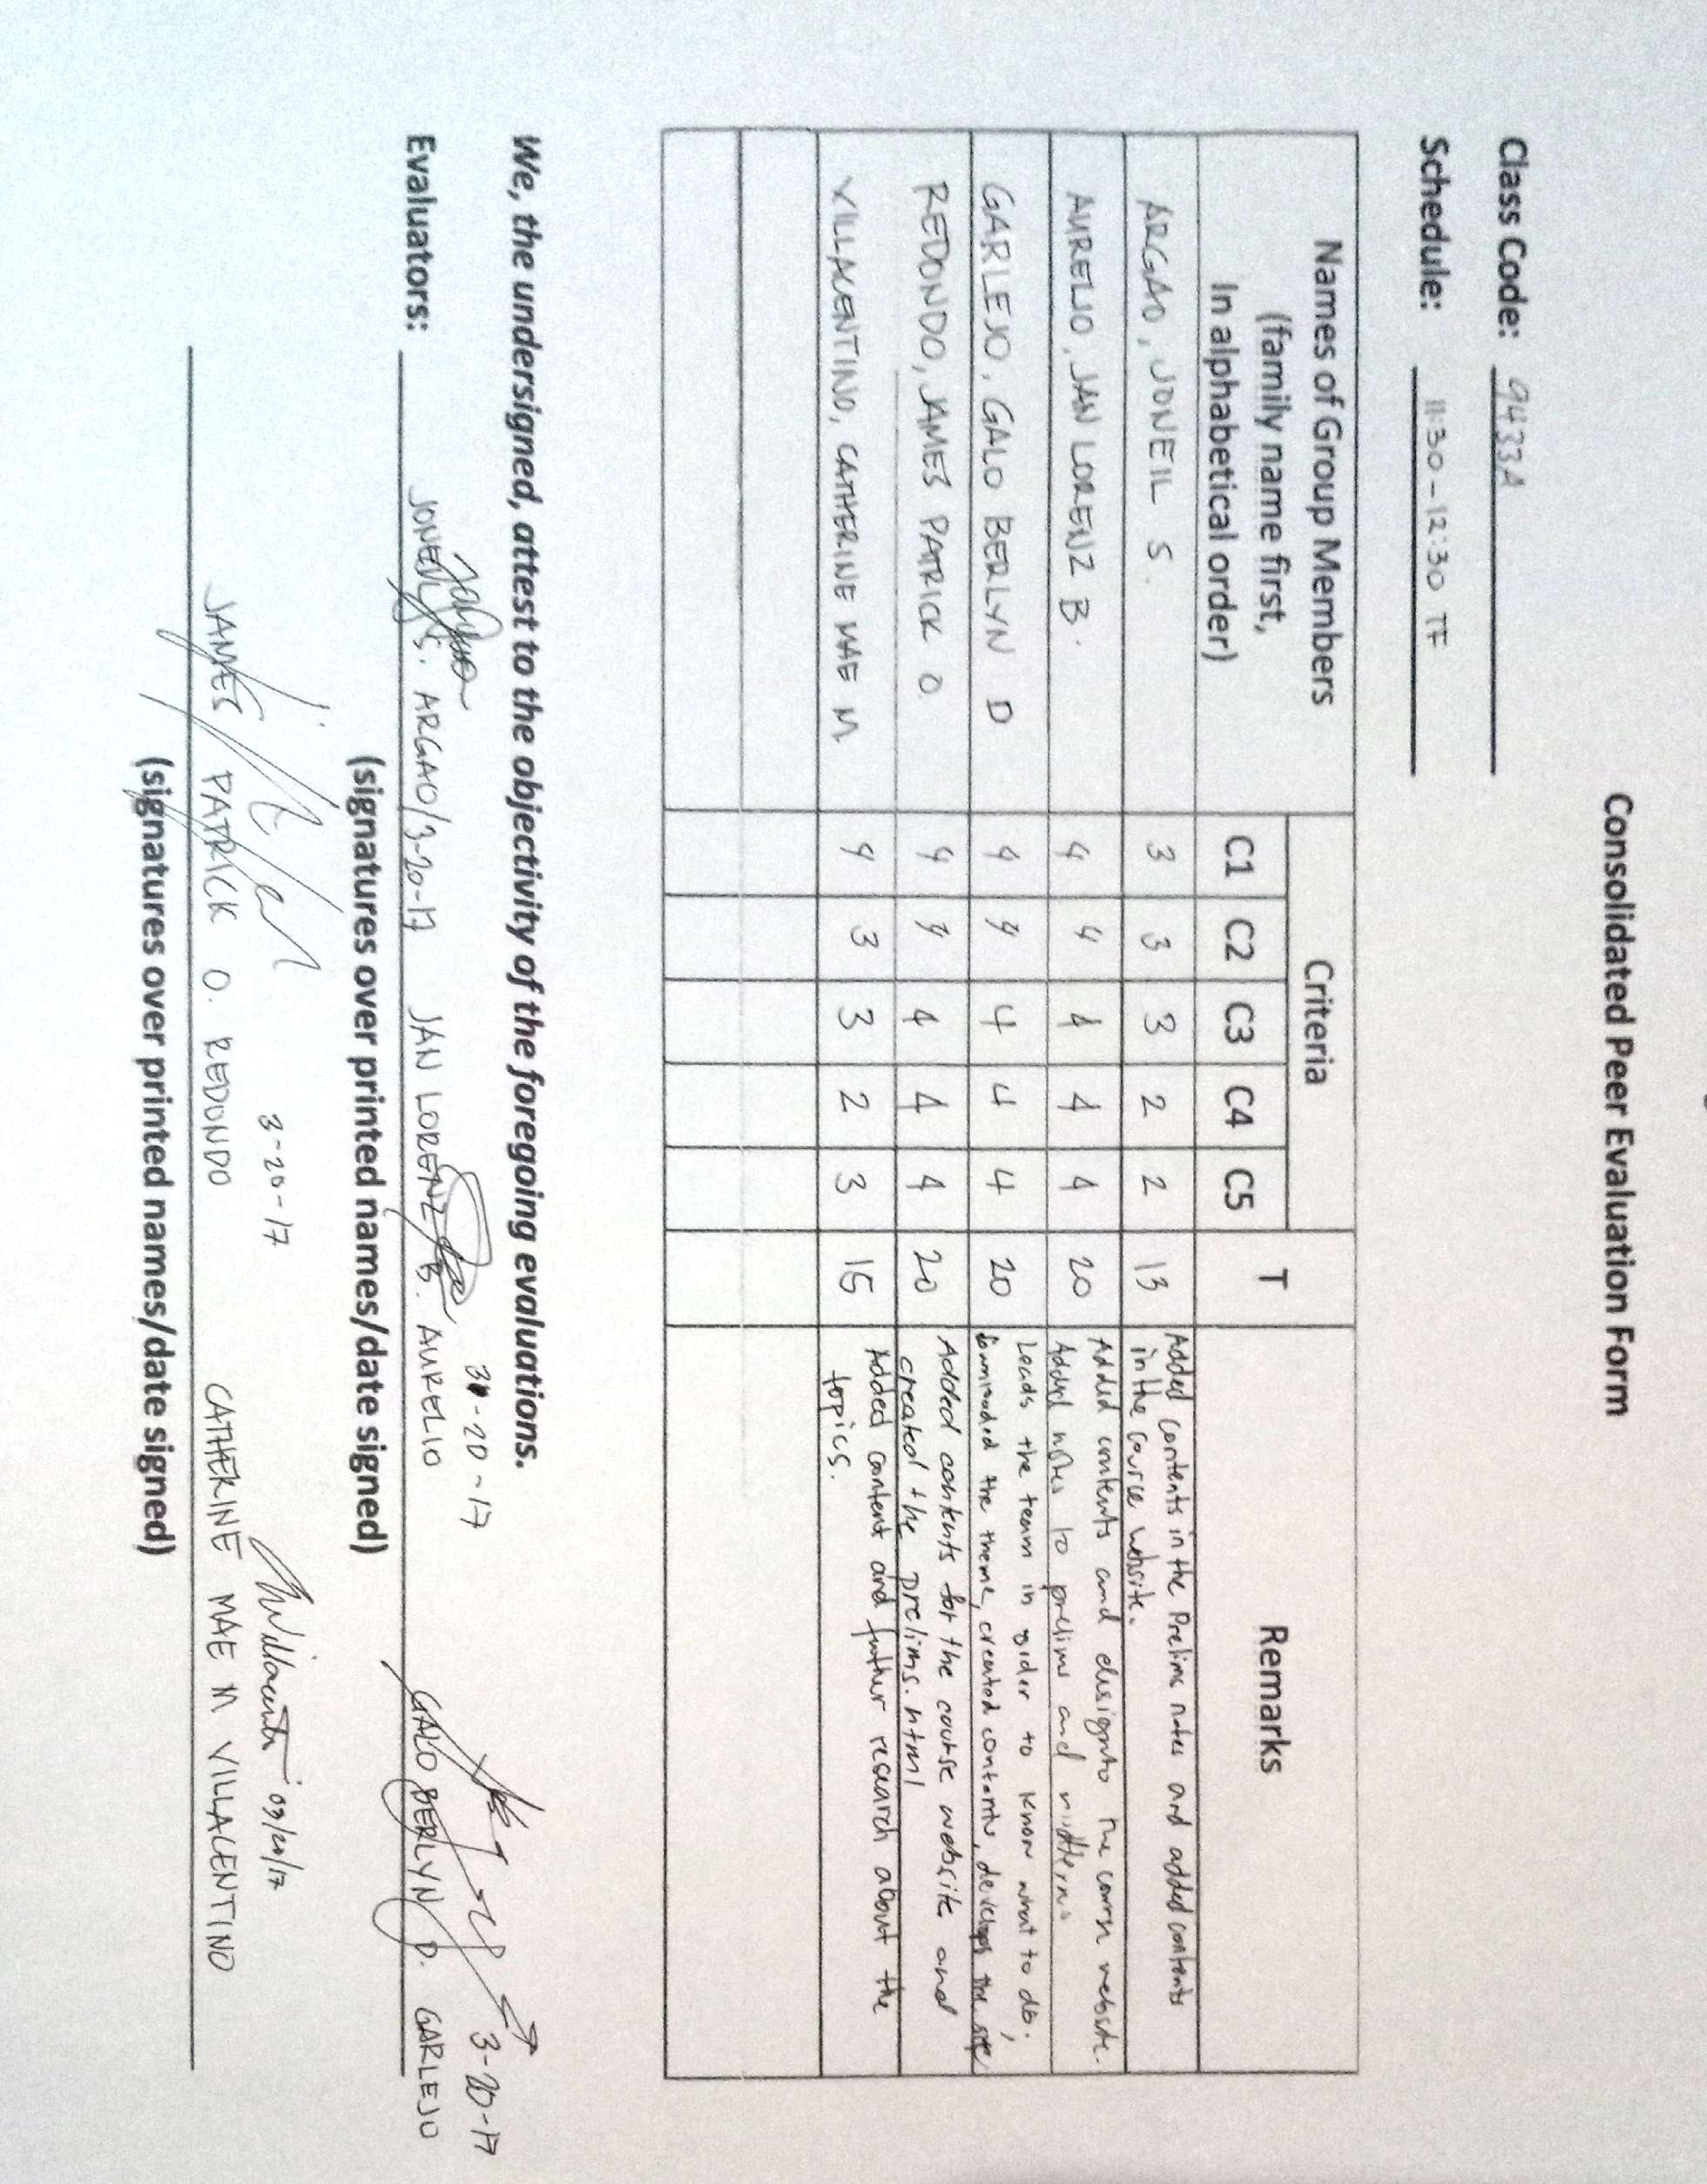 Consolidated Peer Evaluation Form
Class Code: 9433A
Schedule: 11:30-12:30 TF
Names of Group Members
(family name first,
In alphabetical order)
Criteria
C1 C2 C3 C4 C5
T
Remarks
ARGAO, JONEIL S. 3 3 3 2 2 13
Added contents in the Prelims notes and added contents
in the course website.
AURELIO, JAN LORENZ B. 4 4 4 4 4 20
Added contents and designto the course website.
Added notes to prelims and midterms
GARLEJO, GALO BERLYN D 4 4 4 4 4 20
Leads the team in order to know what to do,
downloaded the theme, created contents, develops the site
REDONDO, JAMES PATRICK O. 4 4 4 4 4 20
Added contents for the course website and
created the prelims.html
VILLACENTINO, CATHERINE MAE M. 4 3 3 2 3 15
Added content and further research about the
topics.
We, the undersigned, attest to the objectivity of the foregoing evaluations.
3-20-17 3-20-17
Evaluators: JONEIL S. ARGAO/3-20-17 JAN LORENZ B. AURELIO GALO BERLYN D. GARLEJO
(signatures over printed names/date signed)
3-20-17 Villacentino 03/20/17
JAMES PATRICK O. REDONDO CATHERINE MAE M VILLACENTINO
(signatures over printed names/date signed)